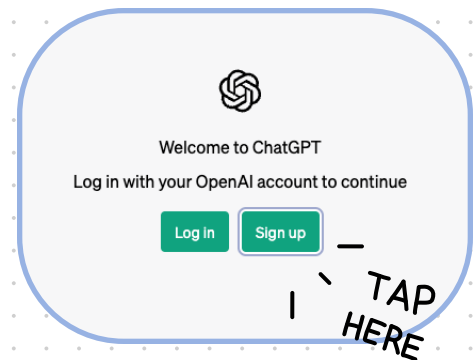 Welcome to ChatGPT
Log in with your OpenAI account to continue
Log in Sign up
TAP
HERE